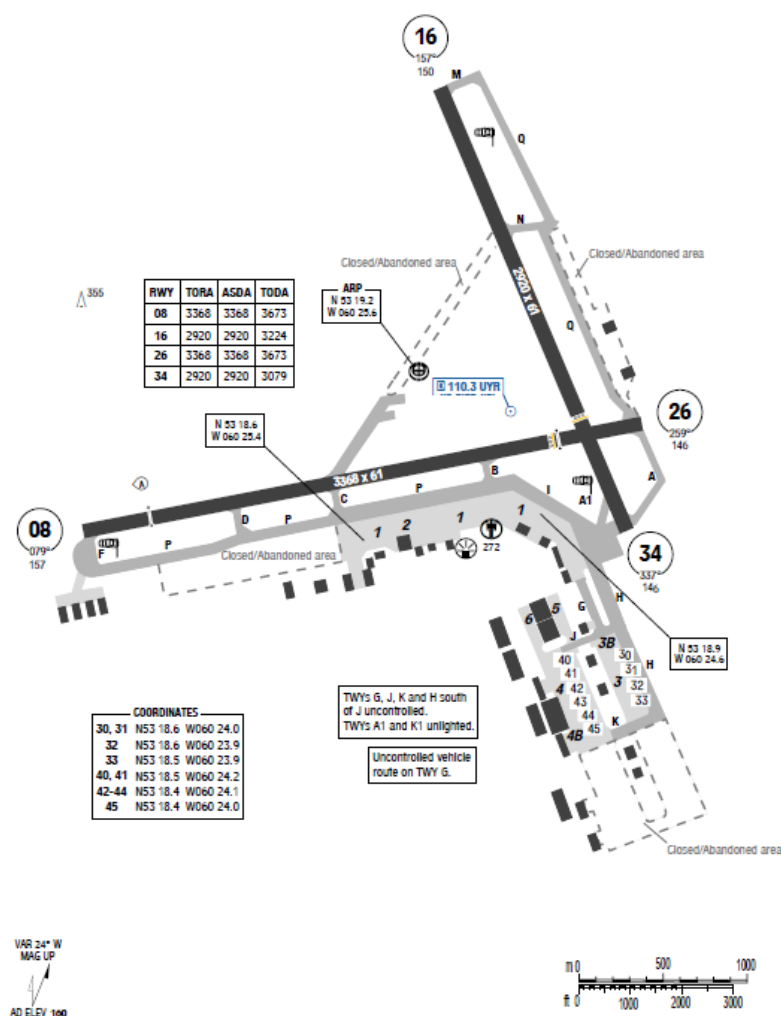 16
157°
150
M
Q
N
Closed/Abandoned area
Closed/Abandoned area
355
RWY TORA ASDA TODA
08 3368 3368 3673
16 2920 2920 3224
26 3368 3368 3673
34 2920 2920 3079
ARP
N 53 19.2
W 060 25.6
2920 x 61
Q
110.3 UYR
26
259°
146
N 53 18.6
W 060 25.4
A
3368 x 61
B
P
C
I
A1
A
08
079°
157
D
P
F
P
Closed/Abandoned area
1
2
1
1
272
34
337°
146
G
H
N 53 18.9
W 060 24.6
6
5
J
3B
30
31
32
33
3
H
40
41
42
43
44
45
4
4B
K
TWYs G, J, K and H south
of J uncontrolled.
TWYs A1 and K1 unlighted.
Uncontrolled vehicle
route on TWY G.
COORDINATES
30, 31 N53 18.6 W060 24.0
32 N53 18.6 W060 23.9
33 N53 18.5 W060 23.9
40, 41 N53 18.5 W060 24.2
42-44 N53 18.4 W060 24.1
45 N53 18.4 W060 24.0
Closed/Abandoned area
VAR 24° W
MAG UP
AD ELEV 160
m 0 500 1000
ft 0 1000 2000 3000